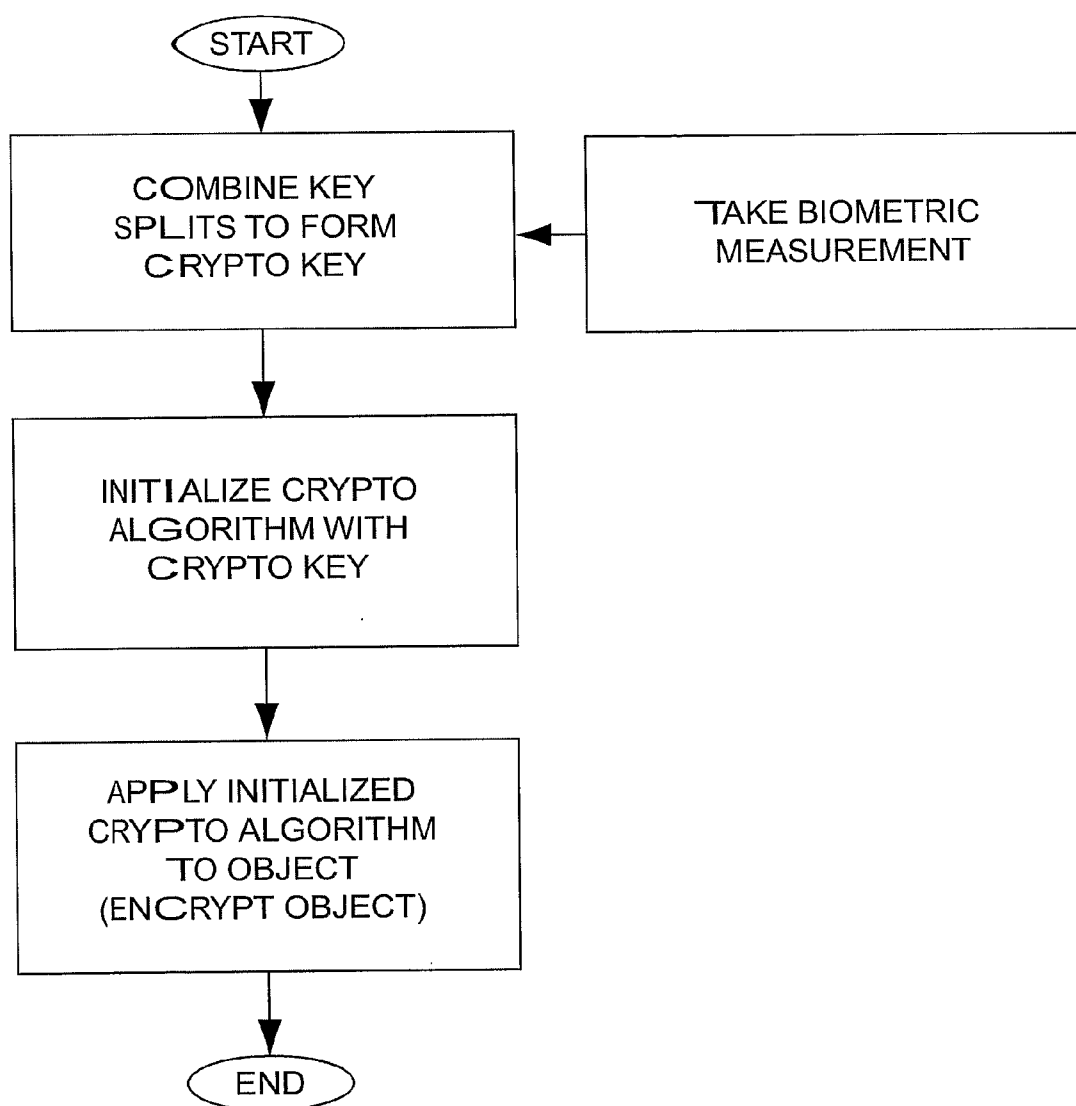 START
COMBINE KEY
SPLITS TO FORM
CRYPTO KEY
TAKE BIOMETRIC
MEASUREMENT
INITIALIZE CRYPTO
ALGORITHM WITH
CRYPTO KEY
APPLY INITIALIZED
CRYPTO ALGORITHM
TO OBJECT
(ENCRYPT OBJECT)
END